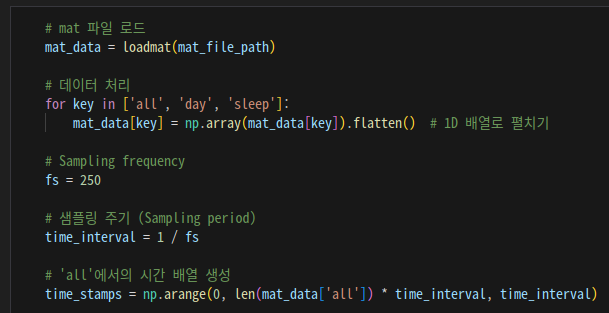 # mat 파일 로드
mat_data = loadmat(mat_file_path)
# 데이터 처리
for key in ['all', 'day', 'sleep']:
    mat_data[key] = np.array(mat_data[key]).flatten()  # 1D 배열로 펼치기
# Sampling frequency
fs = 250
# 샘플링 주기 (Sampling period)
time_interval = 1 / fs
# 'all'에서의 시간 배열 생성
time_stamps = np.arange(0, len(mat_data['all']) * time_interval, time_interval)